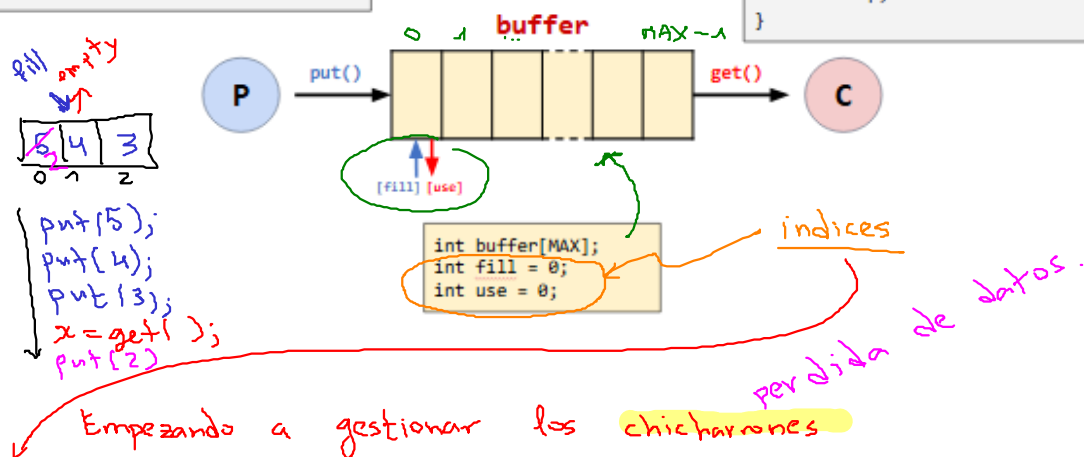 }
buffer
0 1 ... MAX-1
fill empty
P put() get() C
5 4 3
2
0 1 2
[fill] [use]
put(5);
put(4);
put(3);
x = get( );
put(2)
int buffer[MAX];
int fill = 0;
int use = 0;
indices
perdida de datos.
Empezando a gestionar los chicharrones